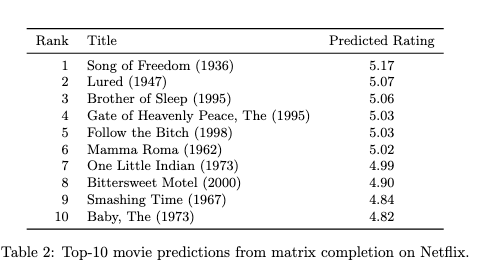 Rank Title Predicted Rating
1 Song of Freedom (1936) 5.17
2 Lured (1947) 5.07
3 Brother of Sleep (1995) 5.06
4 Gate of Heavenly Peace, The (1995) 5.03
5 Follow the Bitch (1998) 5.03
6 Mamma Roma (1962) 5.02
7 One Little Indian (1973) 4.99
8 Bittersweet Motel (2000) 4.90
9 Smashing Time (1967) 4.84
10 Baby, The (1973) 4.82
Table 2: Top-10 movie predictions from matrix completion on Netflix.